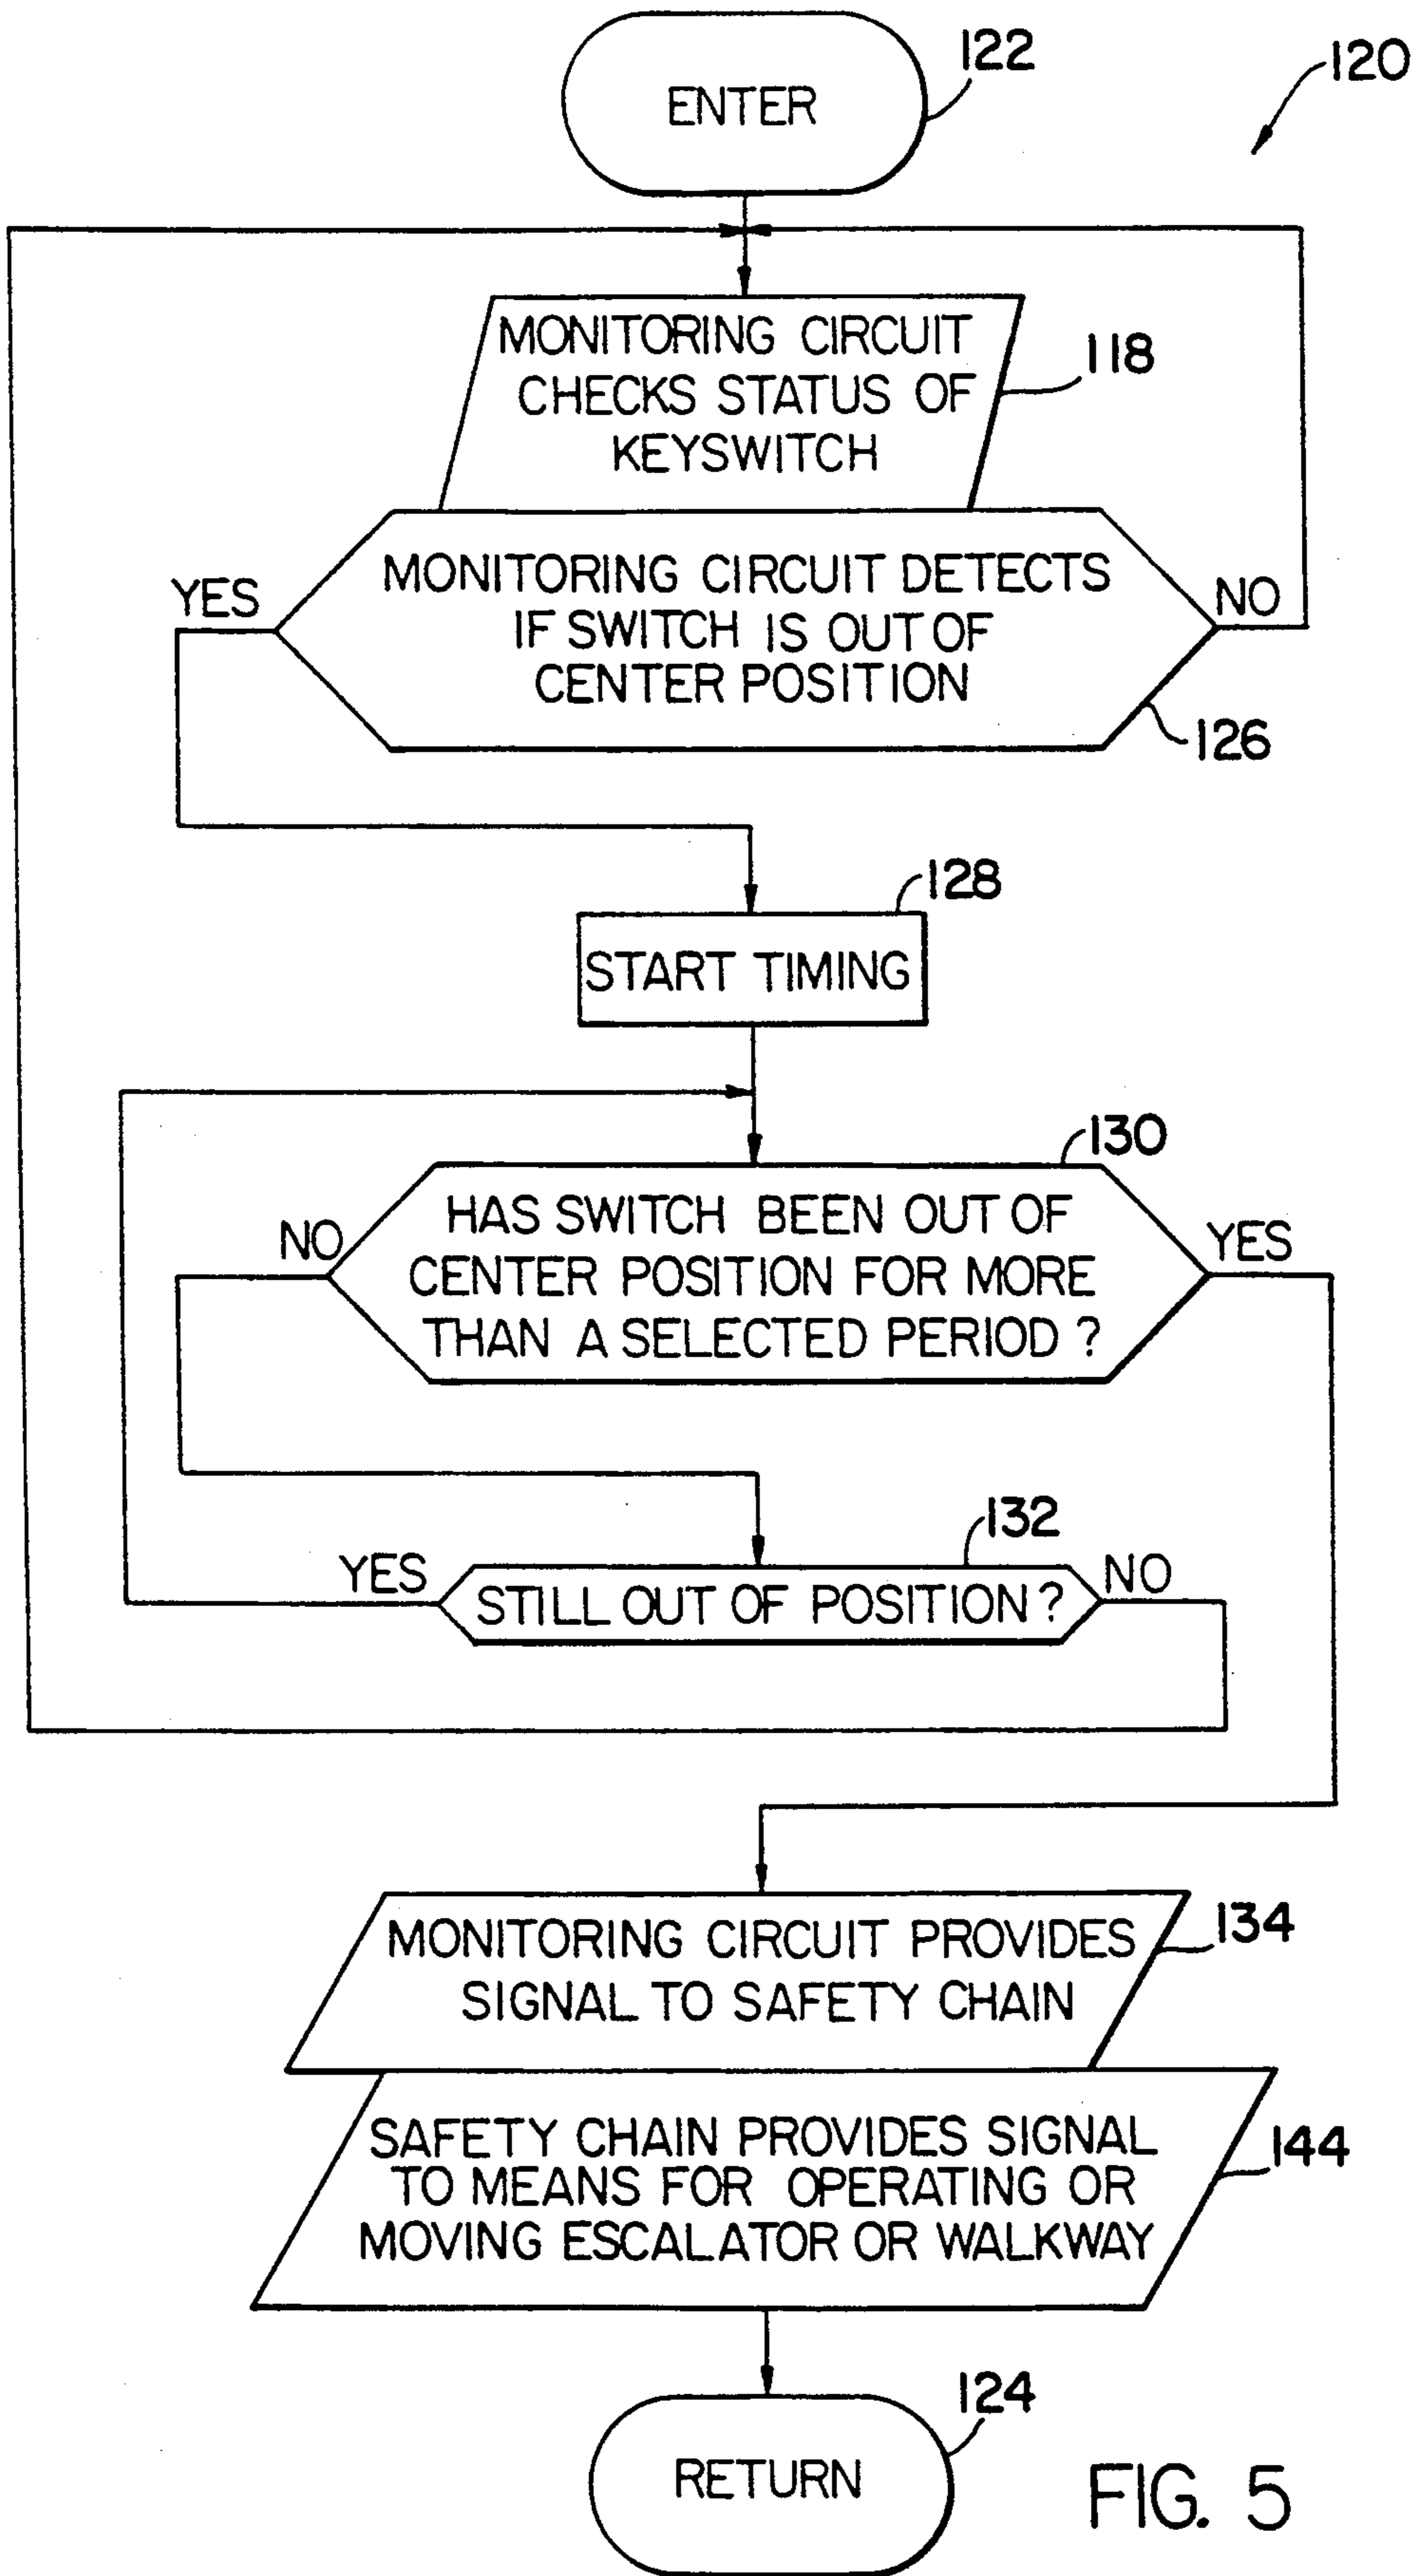 ENTER
122
120
MONITORING CIRCUIT
CHECKS STATUS OF
KEYSWITCH
118
YES
MONITORING CIRCUIT DETECTS
IF SWITCH IS OUT OF
CENTER POSITION
NO
126
128
START TIMING
130
NO
HAS SWITCH BEEN OUT OF
CENTER POSITION FOR MORE
THAN A SELECTED PERIOD ?
YES
132
YES
STILL OUT OF POSITION ?
NO
MONITORING CIRCUIT PROVIDES
SIGNAL TO SAFETY CHAIN
134
SAFETY CHAIN PROVIDES SIGNAL
TO MEANS FOR OPERATING OR
MOVING ESCALATOR OR WALKWAY
144
124
RETURN
FIG. 5